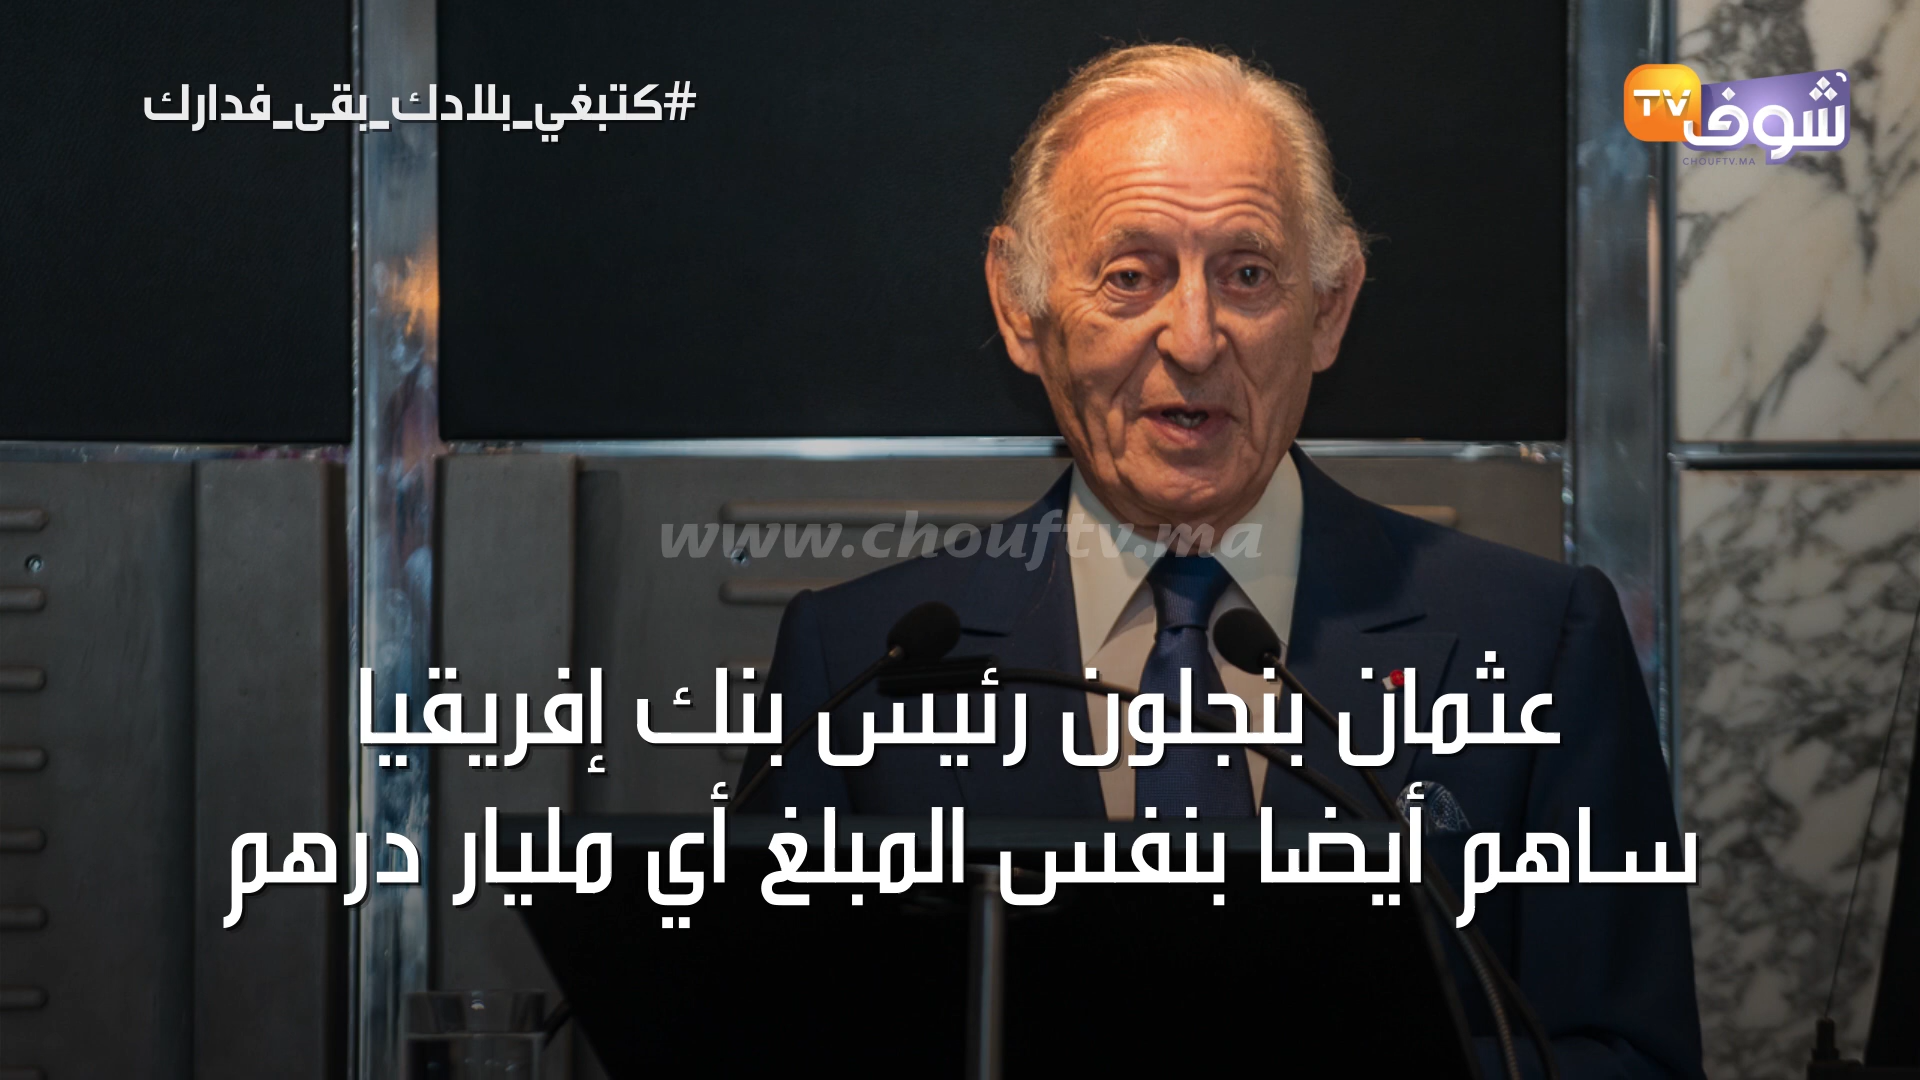 #كتبغي_بلادك_بقى_فدارك
شوف TV
CHOUFTV.MA
www.chouftv.ma
عثمان بنجلون رئيس بنك إفريقيا
ساهم أيضا بنفس المبلغ أي مليار درهم